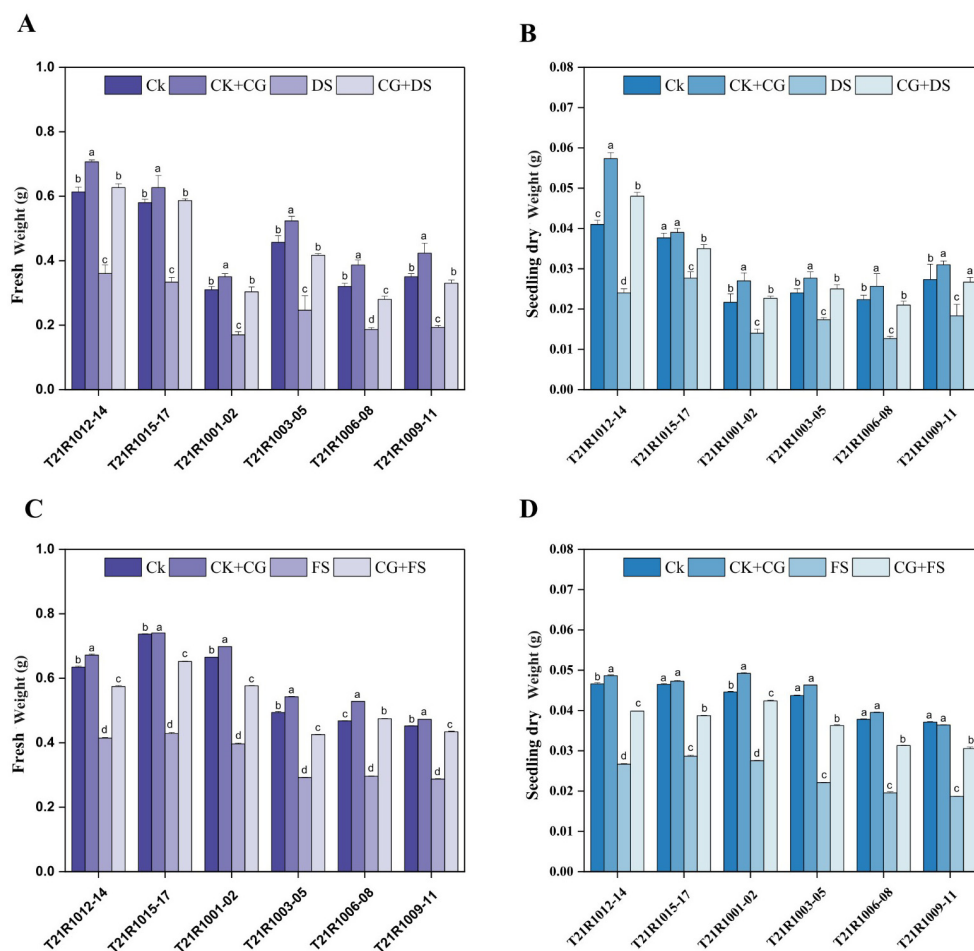 A
1.0
0.8
0.6
0.4
0.2
0.0
Fresh Weight (g)
Ck CK+CG DS CG+DS
b a c b
b a c b
b a c b
b a c b
b a d c
b a c b
T21R1012-14
T21R1015-17
T21R1001-02
T21R1003-05
T21R1006-08
T21R1009-11
B
0.08
0.07
0.06
0.05
0.04
0.03
0.02
0.01
0.00
Seedling dry Weight (g)
Ck CK+CG DS CG+DS
c a d b
a a c b
b a c b
b a c b
b a c b
b a c a
T21R1012-14
T21R1015-17
T21R1001-02
T21R1003-05
T21R1006-08
T21R1009-11
C
1.0
0.8
0.6
0.4
0.2
0.0
Fresh Weight (g)
Ck CK+CG FS CG+FS
b a d c
b a d c
b a d c
b a d c
c a d b
b a d c
T21R1012-14
T21R1015-17
T21R1001-02
T21R1003-05
T21R1006-08
T21R1009-11
D
0.08
0.07
0.06
0.05
0.04
0.03
0.02
0.01
0.00
Seedling dry Weight (g)
Ck CK+CG FS CG+FS
b a d c
a a c b
b a d c
a a c b
a a c b
a a c b
T21R1012-14
T21R1015-17
T21R1001-02
T21R1003-05
T21R1006-08
T21R1009-11